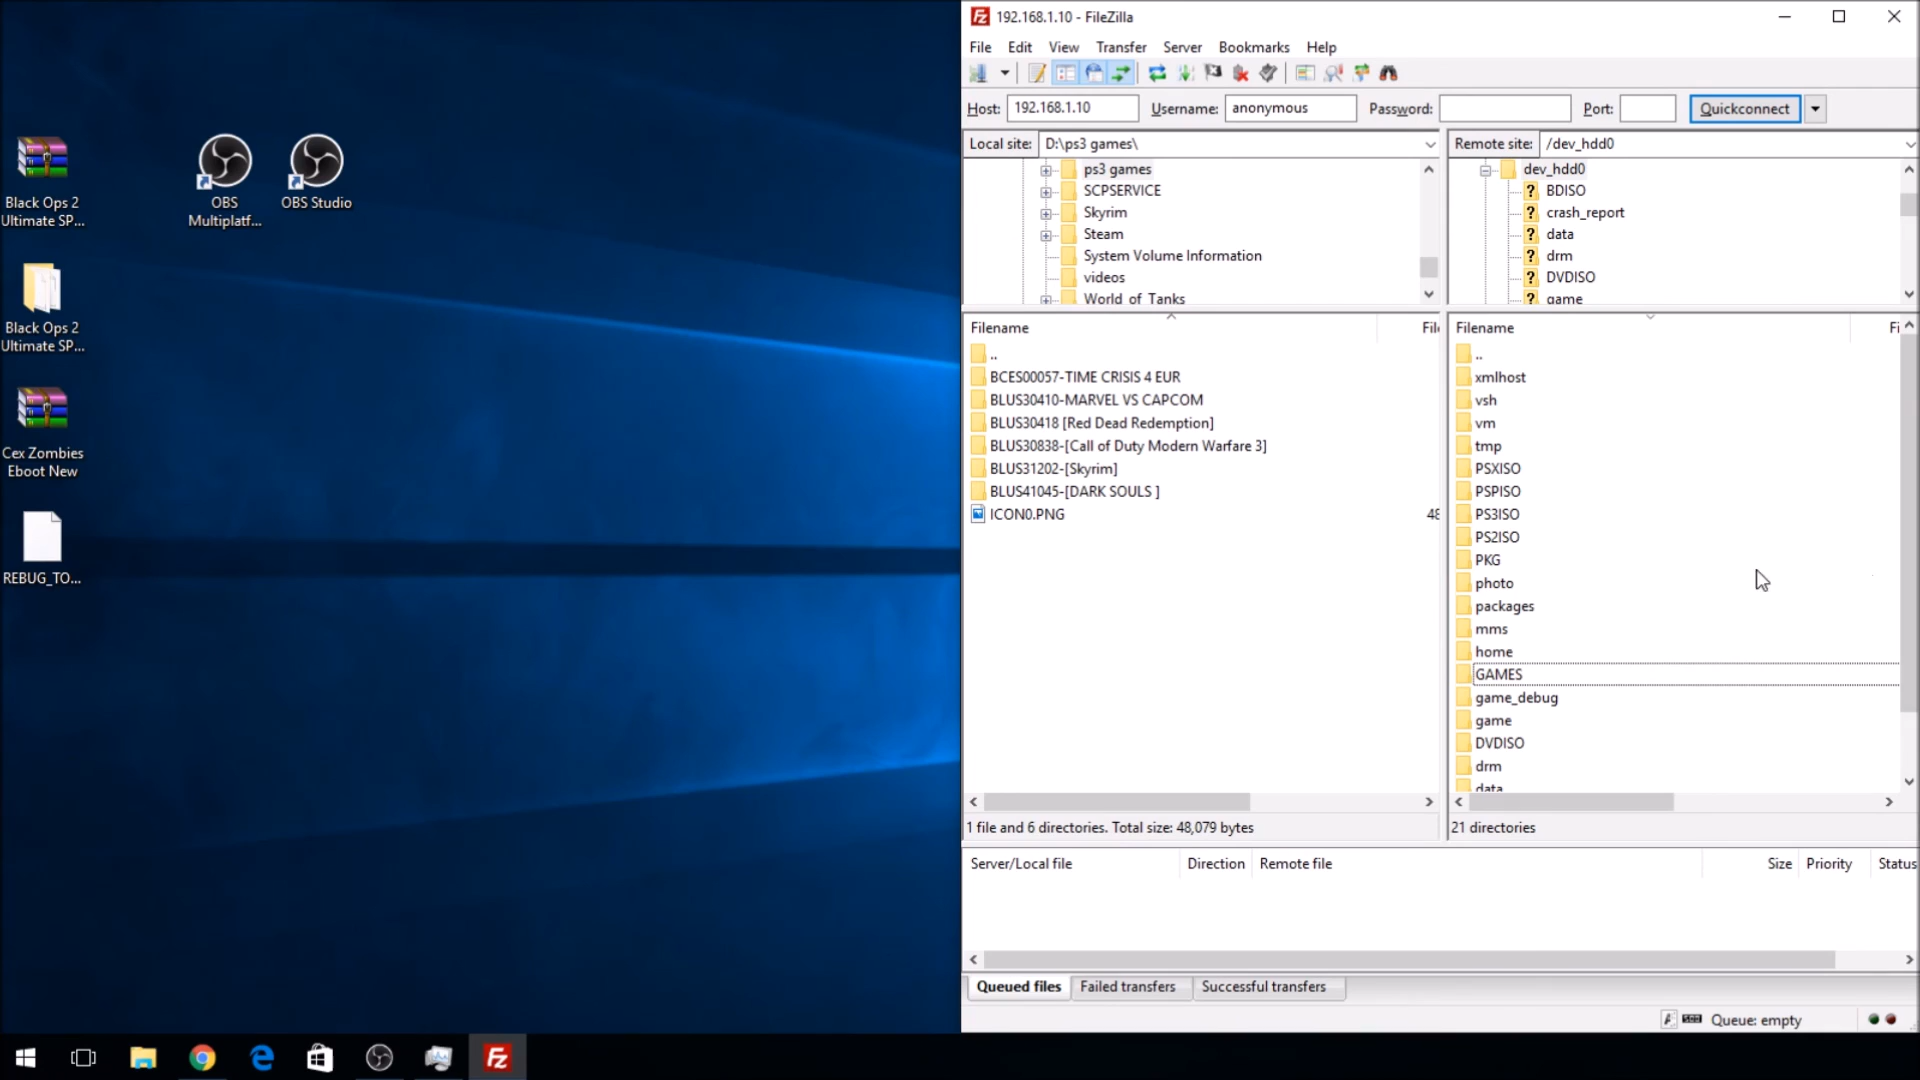 Black Ops 2
Ultimate SP...
Black Ops 2
Ultimate SP...
Cex Zombies
Eboot New
REBUG_TO...
OBS
Multiplatf...
OBS Studio
192.168.1.10 - FileZilla
File Edit View Transfer Server Bookmarks Help
Host: 192.168.1.10 Username: anonymous Password: Port: Quickconnect
Local site: D:\ps3 games\
ps3 games
SCPSERVICE
Skyrim
Steam
System Volume Information
videos
World of Tanks
Filename
..
BCES00057-TIME CRISIS 4 EUR
BLUS30410-MARVEL VS CAPCOM
BLUS30418 [Red Dead Redemption]
BLUS30838-[Call of Duty Modern Warfare 3]
BLUS31202-[Skyrim]
BLUS41045-[DARK SOULS ]
ICON0.PNG 48
1 file and 6 directories. Total size: 48,079 bytes
Remote site: /dev_hdd0
dev_hdd0
BDISO
crash_report
data
drm
DVDISO
game
Filename Fi
..
xmlhost
vsh
vm
tmp
PSXISO
PSPISO
PS3ISO
PS2ISO
PKG
photo
packages
mms
home
GAMES
game_debug
game
DVDISO
drm
data
21 directories
Server/Local file Direction Remote file Size Priority Status
Queued files Failed transfers Successful transfers
Queue: empty